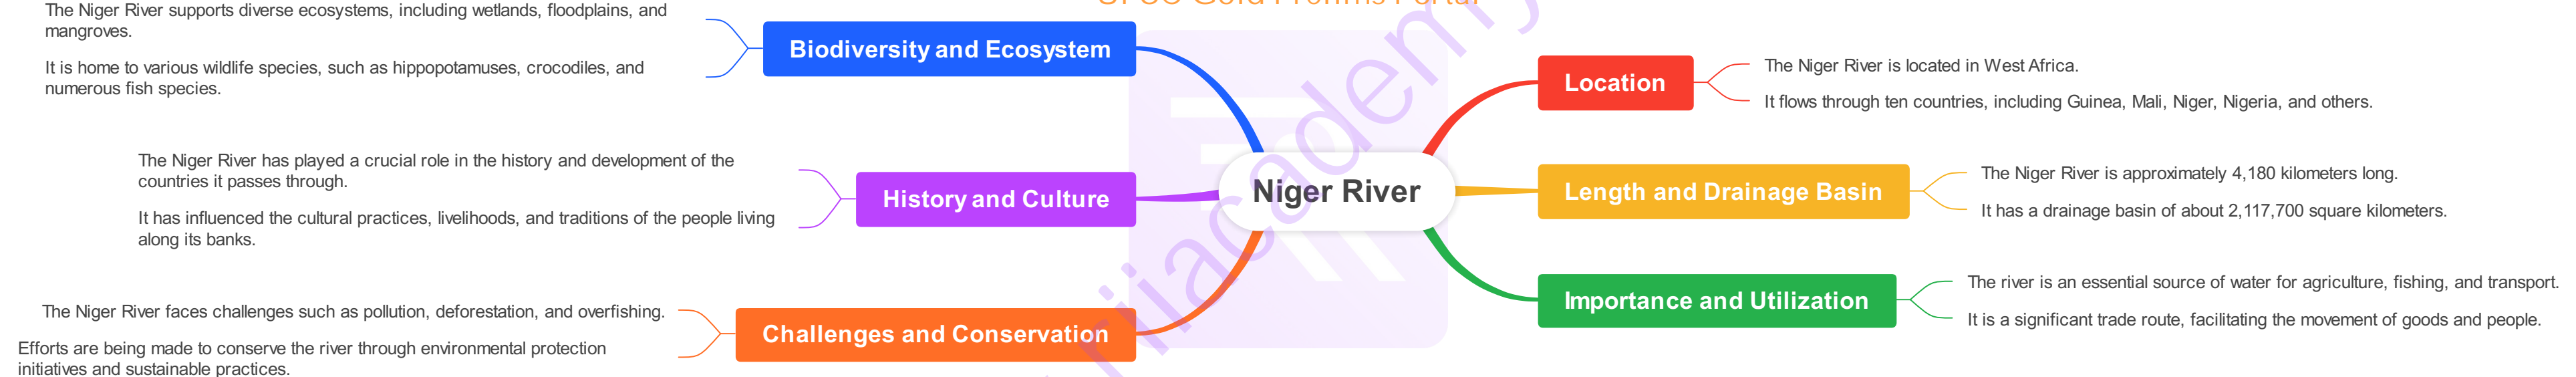 The Niger River supports diverse ecosystems, including wetlands, floodplains, and
mangroves.
It is home to various wildlife species, such as hippopotamuses, crocodiles, and
numerous fish species.
Biodiversity and Ecosystem
The Niger River has played a crucial role in the history and development of the
countries it passes through.
It has influenced the cultural practices, livelihoods, and traditions of the people living
along its banks.
History and Culture
The Niger River faces challenges such as pollution, deforestation, and overfishing.
Efforts are being made to conserve the river through environmental protection
initiatives and sustainable practices.
Challenges and Conservation
Niger River
Location
The Niger River is located in West Africa.
It flows through ten countries, including Guinea, Mali, Niger, Nigeria, and others.
Length and Drainage Basin
The Niger River is approximately 4,180 kilometers long.
It has a drainage basin of about 2,117,700 square kilometers.
Importance and Utilization
The river is an essential source of water for agriculture, fishing, and transport.
It is a significant trade route, facilitating the movement of goods and people.